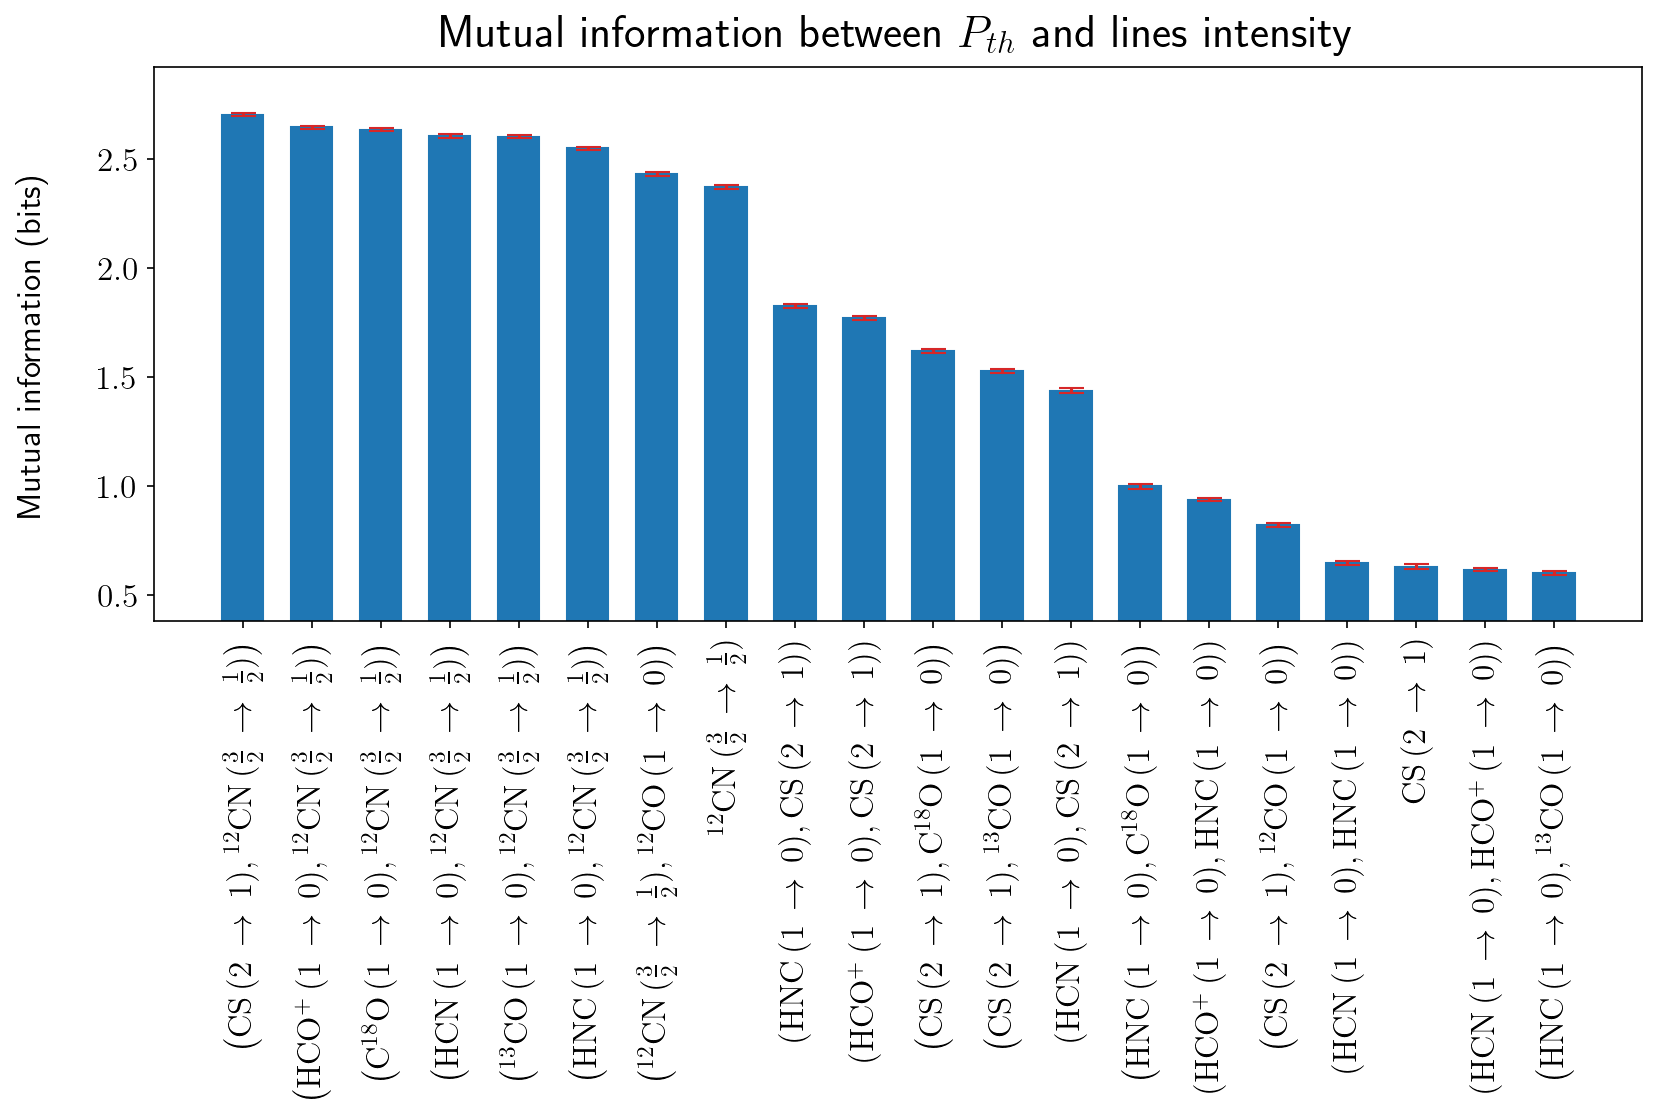 Mutual information between $P_{th}$ and lines intensity
Mutual information (bits)
2.5
2.0
1.5
1.0
0.5
(CS (2 → 1), ¹²CN (3/2 → 1/2))
(HCO⁺ (1 → 0), ¹²CN (3/2 → 1/2))
(C¹⁸O (1 → 0), ¹²CN (3/2 → 1/2))
(HCN (1 → 0), ¹²CN (3/2 → 1/2))
(¹³CO (1 → 0), ¹²CN (3/2 → 1/2))
(HNC (1 → 0), ¹²CN (3/2 → 1/2))
(¹²CN (3/2 → 1/2), ¹²CO (1 → 0))
¹²CN (3/2 → 1/2)
(HNC (1 → 0), CS (2 → 1))
(HCO⁺ (1 → 0), CS (2 → 1))
(CS (2 → 1), C¹⁸O (1 → 0))
(CS (2 → 1), ¹³CO (1 → 0))
(HCN (1 → 0), CS (2 → 1))
(HNC (1 → 0), C¹⁸O (1 → 0))
(HCO⁺ (1 → 0), HNC (1 → 0))
(CS (2 → 1), ¹²CO (1 → 0))
(HCN (1 → 0), HNC (1 → 0))
CS (2 → 1)
(HCN (1 → 0), HCO⁺ (1 → 0))
(HNC (1 → 0), ¹³CO (1 → 0))